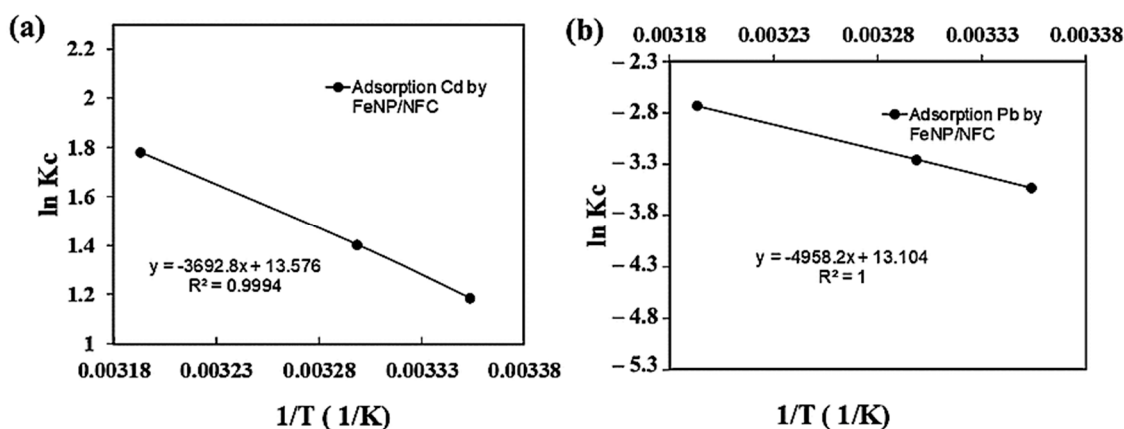 (a)
2.2
2
1.8
1.6
1.4
1.2
1
ln Kc
Adsorption Cd by
FeNP/NFC
y = -3692.8x + 13.576
R² = 0.9994
0.00318
0.00323
0.00328
0.00333
0.00338
1/T ( 1/K)
(b)
0.00318
0.00323
0.00328
0.00333
0.00338
– 2.3
– 2.8
– 3.3
– 3.8
– 4.3
– 4.8
– 5.3
ln Kc
Adsorption Pb by
FeNP/NFC
y = -4958.2x + 13.104
R² = 1
1/T ( 1/K)